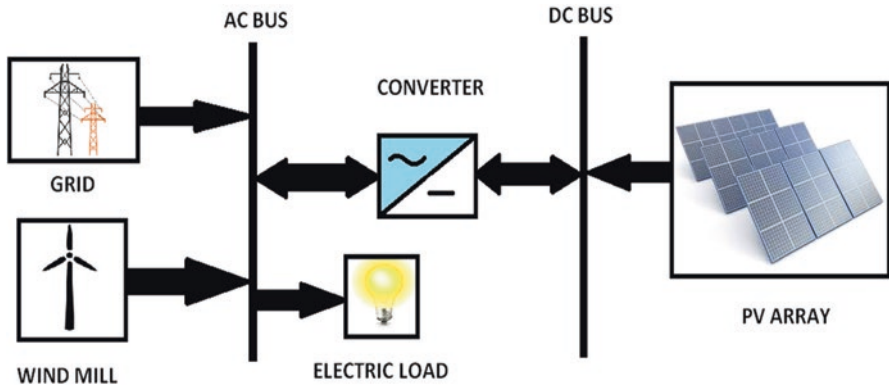 AC BUS
DC BUS
CONVERTER
GRID
WIND MILL
ELECTRIC LOAD
PV ARRAY